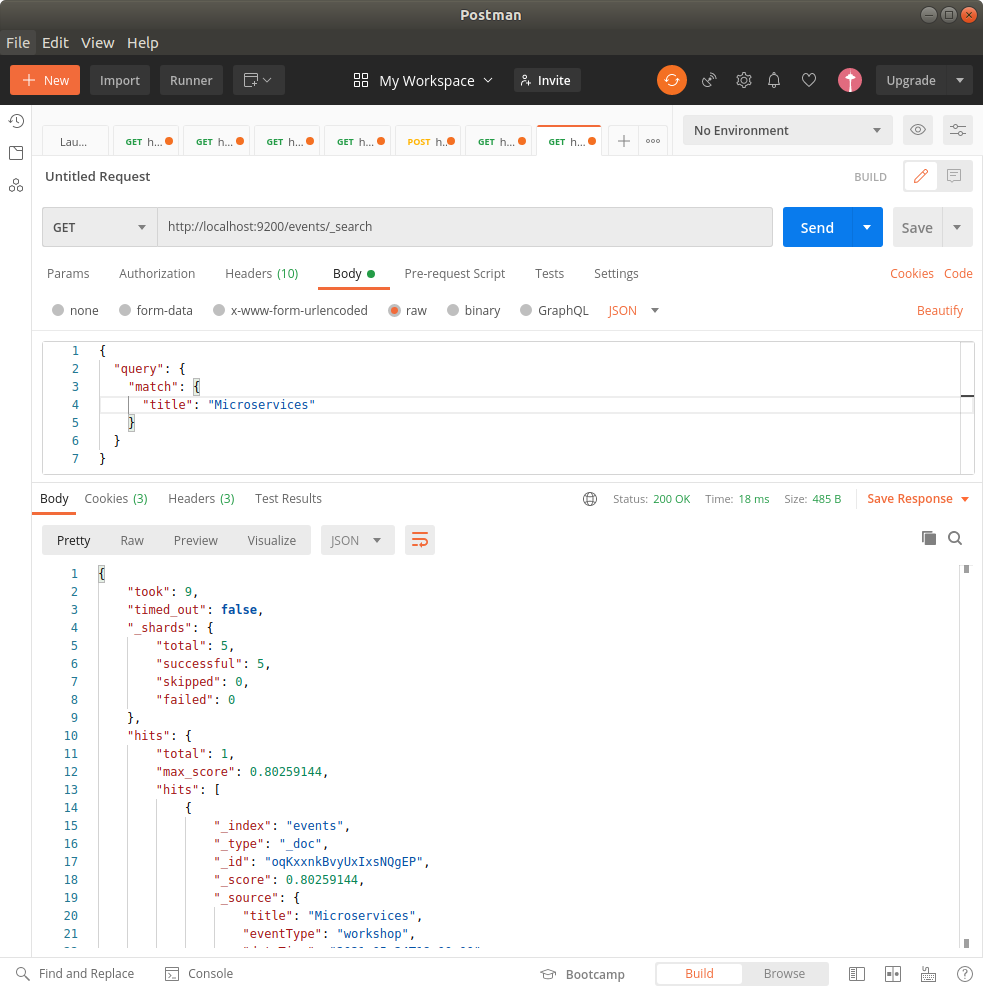 Postman
File Edit View Help
+ New Import Runner My Workspace Invite Upgrade
Lau... GET h... GET h... GET h... GET h... POST h... GET h... GET h... + ooo No Environment
Untitled Request BUILD
GET http://localhost:9200/events/_search Send Save
Params Authorization Headers (10) Body Pre-request Script Tests Settings Cookies Code
none form-data x-www-form-urlencoded raw binary GraphQL JSON Beautify
1 {
2 "query": {
3 "match": {
4 "title": "Microservices"
5 }
6 }
7 }
Body Cookies (3) Headers (3) Test Results Status: 200 OK Time: 18 ms Size: 485 B Save Response
Pretty Raw Preview Visualize JSON
1 {
2 "took": 9,
3 "timed_out": false,
4 "_shards": {
5 "total": 5,
6 "successful": 5,
7 "skipped": 0,
8 "failed": 0
9 },
10 "hits": {
11 "total": 1,
12 "max_score": 0.80259144,
13 "hits": [
14 {
15 "_index": "events",
16 "_type": "_doc",
17 "_id": "oqKxxnkBvyUxIxsNQgEP",
18 "_score": 0.80259144,
19 "_source": {
20 "title": "Microservices",
21 "eventType": "workshop",
Find and Replace Console Bootcamp Build Browse